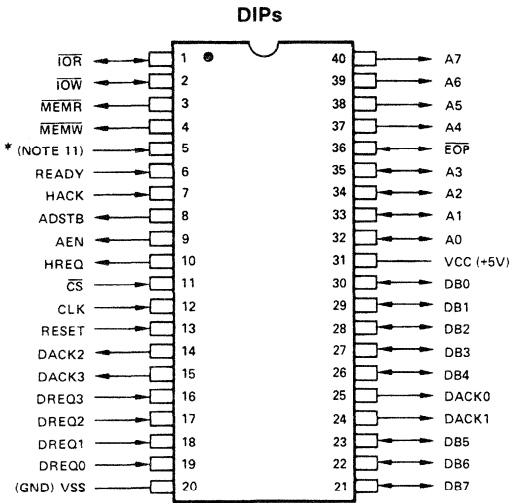 DIPs
IOR 1 40 A7
IOW 2 39 A6
MEMR 3 38 A5
MEMW 4 37 A4
* (NOTE 11) 5 36 EOP
READY 6 35 A3
HACK 7 34 A2
ADSTB 8 33 A1
AEN 9 32 A0
HREQ 10 31 VCC (+5V)
CS 11 30 DB0
CLK 12 29 DB1
RESET 13 28 DB2
DACK2 14 27 DB3
DACK3 15 26 DB4
DREQ3 16 25 DACK0
DREQ2 17 24 DACK1
DREQ1 18 23 DB5
DREQ0 19 22 DB6
(GND) VSS 20 21 DB7